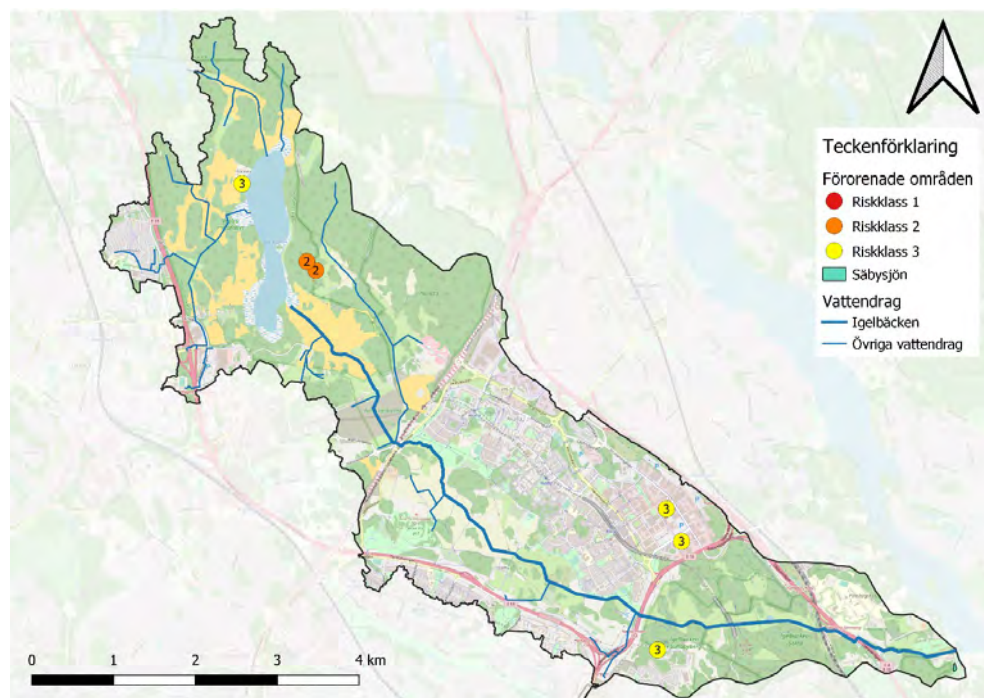 Teckenförklaring
Förorenade områden
Riskklass 1
Riskklass 2
Riskklass 3
Säbysjön
Vattendrag
Igelbäcken
Övriga vattendrag
3
2
2
3
P
3
3
0 1 2 3 4 km